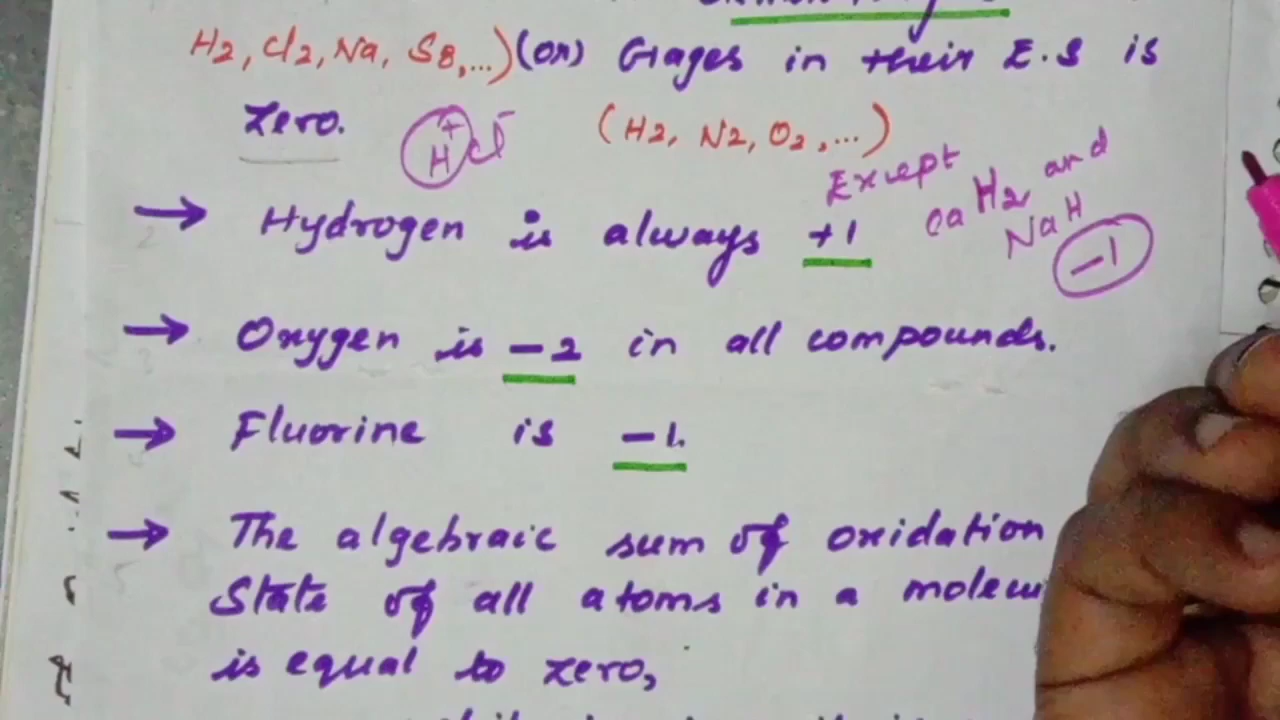 H2, Cl2, Na, S8,...) (or) Gages in their E.S is
zero. H+ Cl- (H2, N2, O2,...)
Except CaH2 and
NaH
→ Hydrogen is always +1 -1
→ Oxygen is -2 in all compounds.
→ Fluorine is -1.
→ The algebraic sum of oxidation
State of all atoms in a molecu
is equal to zero,